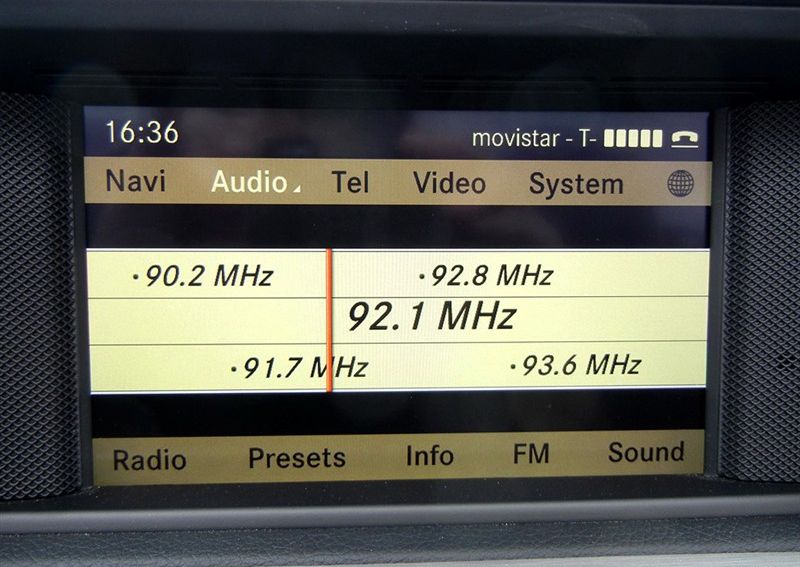 16:36 movistar - T-
Navi Audio Tel Video System
·90.2 MHz ·92.8 MHz
92.1 MHz
·91.7 MHz ·93.6 MHz
Radio Presets Info FM Sound